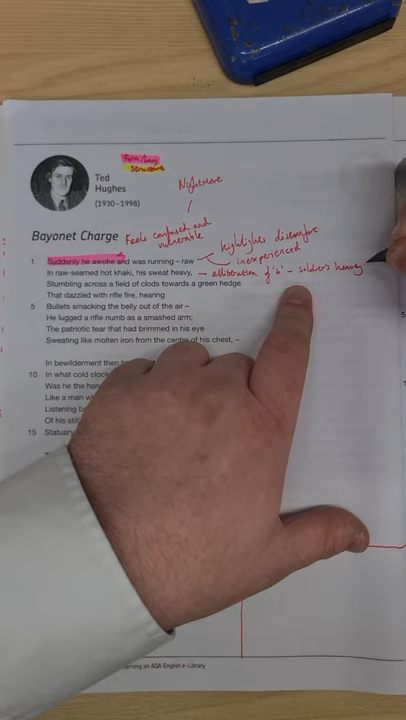 Form/
Structure
Ted
Hughes
(1930–1998)
Nightmare
Bayonet Charge
Feels confused and
vulnerable
highlights discomfort
inexperienced
1 Suddenly he awoke and was running – raw
In raw-seamed hot khaki, his sweat heavy,
– alliteration of 'h' – soldier's heavy
Stumbling across a field of clods towards a green hedge
That dazzled with rifle fire, hearing
5 Bullets smacking the belly out of the air –
He lugged a rifle numb as a smashed arm;
The patriotic tear that had brimmed in his eye
Sweating like molten iron from the centre of his chest, –
In bewilderment then
10 In what cold clock
Was he the han
Like a man w
Listening b
Of his still
15 Statuar
arning on AQA English e-Library